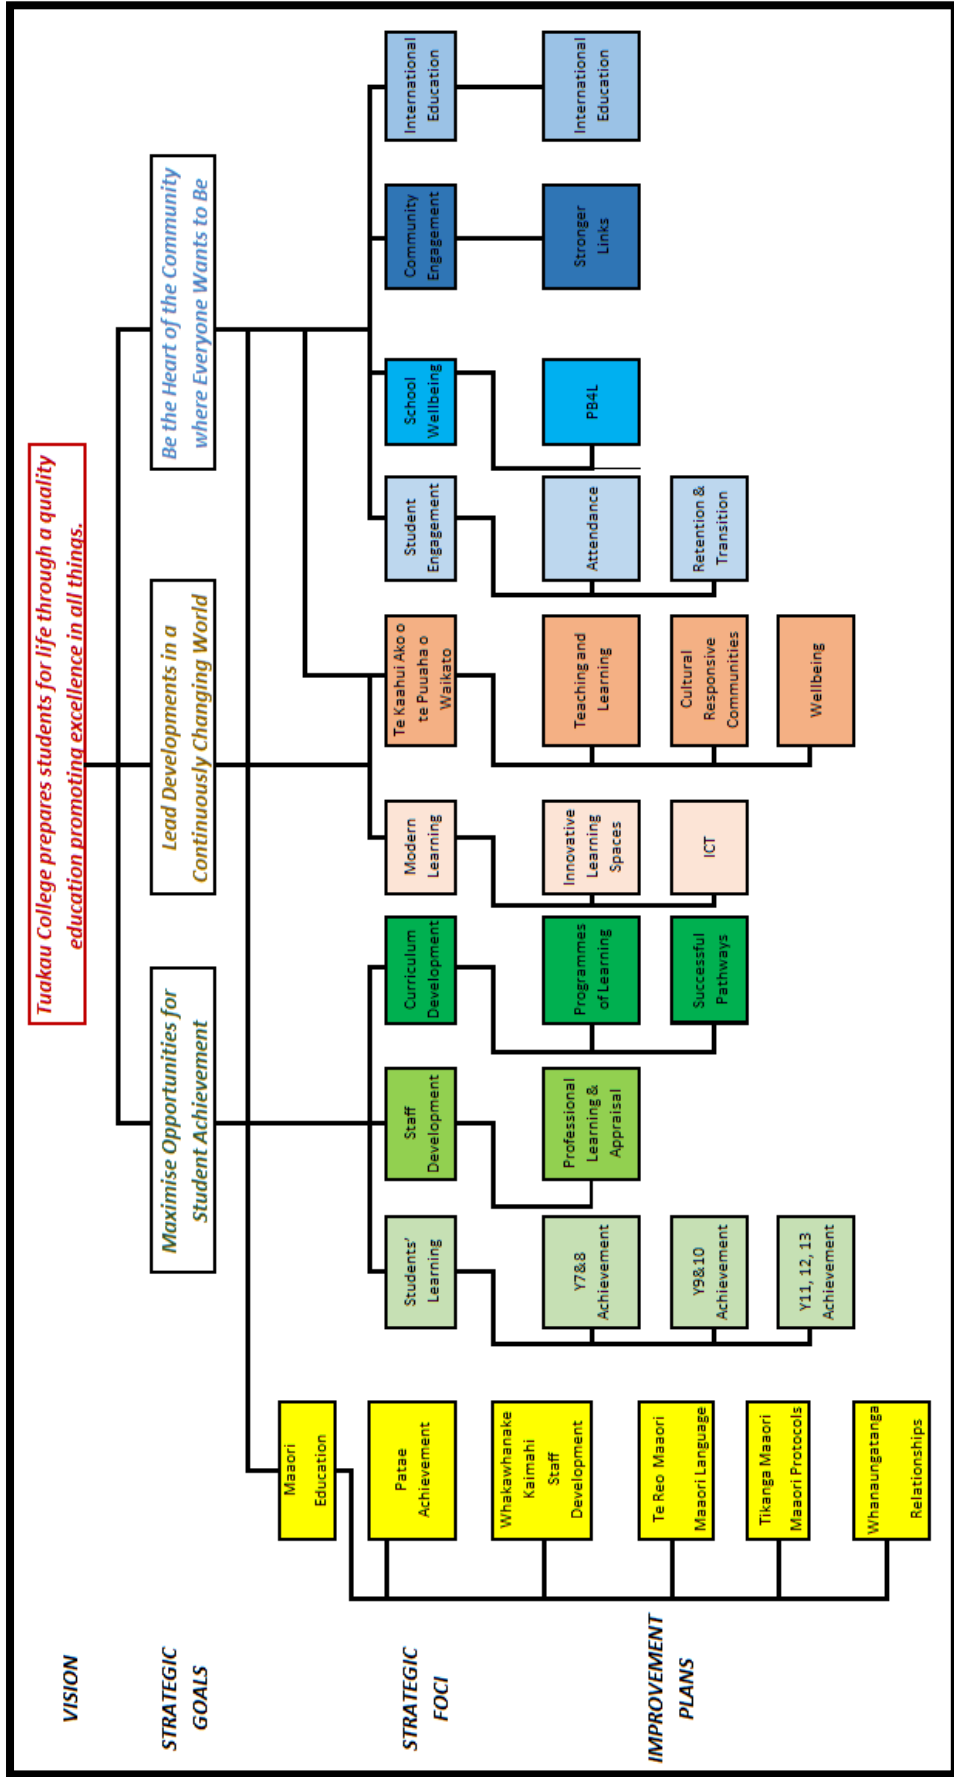 VISION
Tuakau College prepares students for life through a quality
education promoting excellence in all things.
STRATEGIC
GOALS
Maximise Opportunities for
Student Achievement
Lead Developments in a
Continuously Changing World
Be the Heart of the Community
where Everyone Wants to Be
STRATEGIC
FOCI
Maaori
Education
Students'
Learning
Staff
Development
Curriculum
Development
Modern
Learning
Te Kaahui Ako o
te Puuaha o
Waikato
Student
Engagement
School
Wellbeing
Community
Engagement
International
Education
IMPROVEMENT
PLANS
Patae
Achievement
Whakawhanake
Kaimahi
Staff
Development
Te Reo Maaori
Maaori Language
Tikanga Maaori
Maaori Protocols
Whanaungatanga
Relationships
Y7&8
Achievement
Y9&10
Achievement
Y11, 12, 13
Achievement
Professional
Learning &
Appraisal
Programmes
of Learning
Successful
Pathways
Innovative
Learning
Spaces
ICT
Teaching and
Learning
Cultural
Responsive
Communities
Wellbeing
Attendance
Retention &
Transition
PB4L
Stronger
Links
International
Education